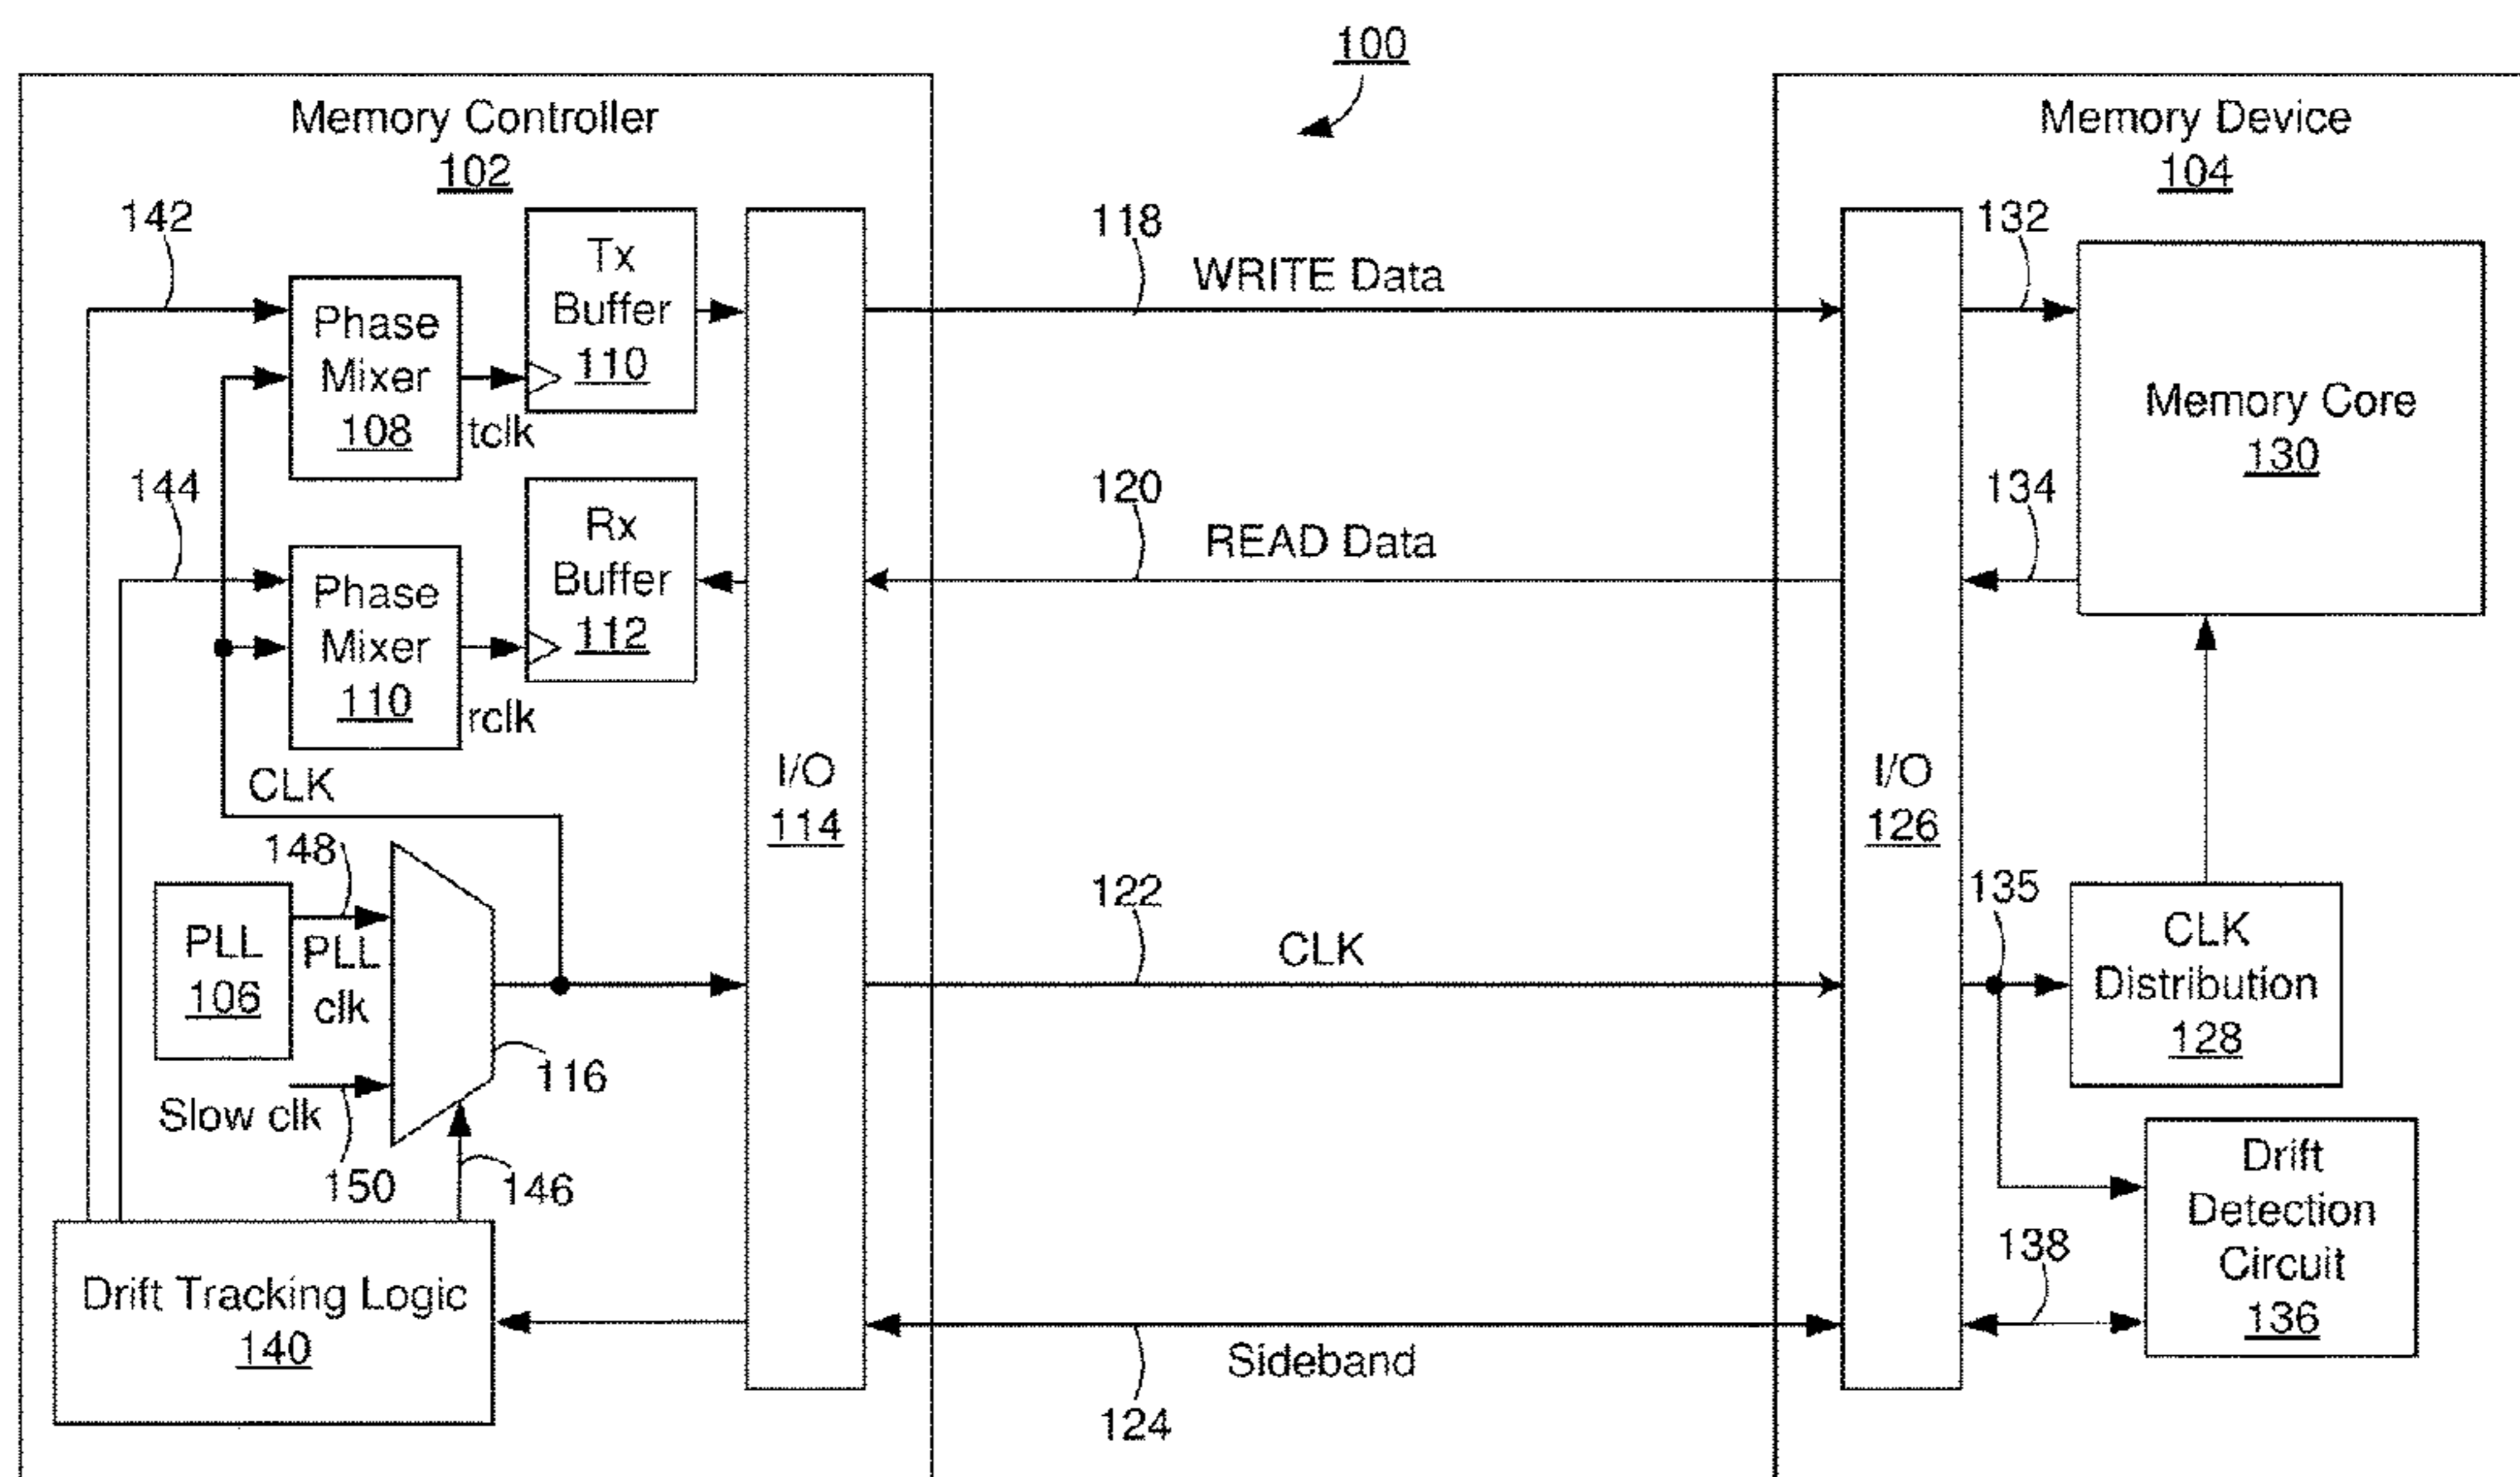 100
Memory Controller
102
142
Phase
Mixer
108
tclk
Tx
Buffer
110
144
Phase
Mixer
110
rclk
Rx
Buffer
112
CLK
148
PLL
106
PLL
clk
Slow clk
150
116
146
Drift Tracking Logic
140
I/O
114
118
WRITE Data
120
READ Data
122
CLK
Sideband
124
Memory Device
104
132
Memory Core
130
134
I/O
126
135
CLK
Distribution
128
Drift
Detection
Circuit
136
138